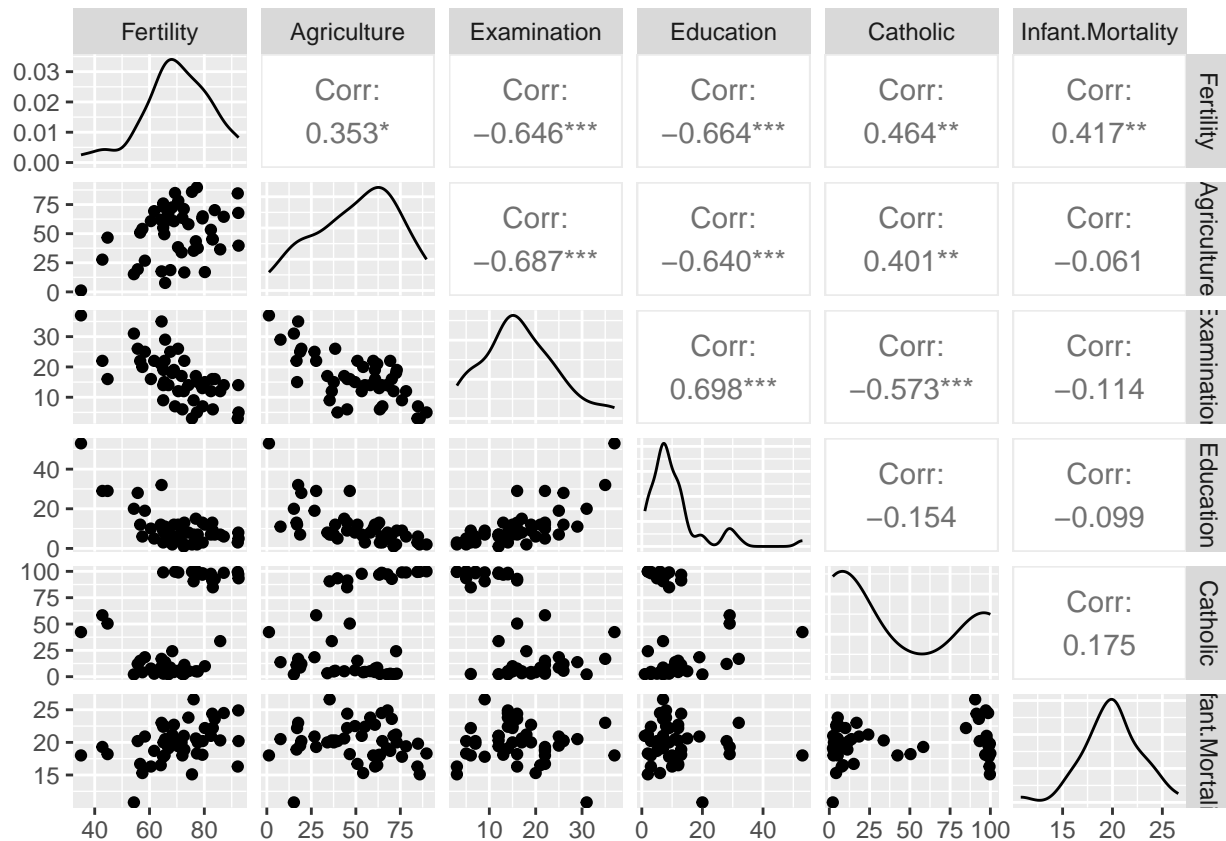 Fertility Agriculture Examination Education Catholic Infant.Mortality
0.03
0.02
0.01
0.00
Corr: Corr: Corr: Corr: Corr:
0.353* −0.646*** −0.664*** 0.464** 0.417**
Fertility
75
50
25
0
Corr: Corr: Corr: Corr:
−0.687*** −0.640*** 0.401** −0.061
Agriculture
30
20
10
Corr: Corr: Corr:
0.698*** −0.573*** −0.114
Examination
40
20
0
Corr: Corr:
−0.154 −0.099
Education
100
75
50
25
0
Corr:
0.175
Catholic
25
20
15
fant.Mortali
40 60 80 0 25 50 75 10 20 30 0 20 40 0 25 50 75 100 15 20 25